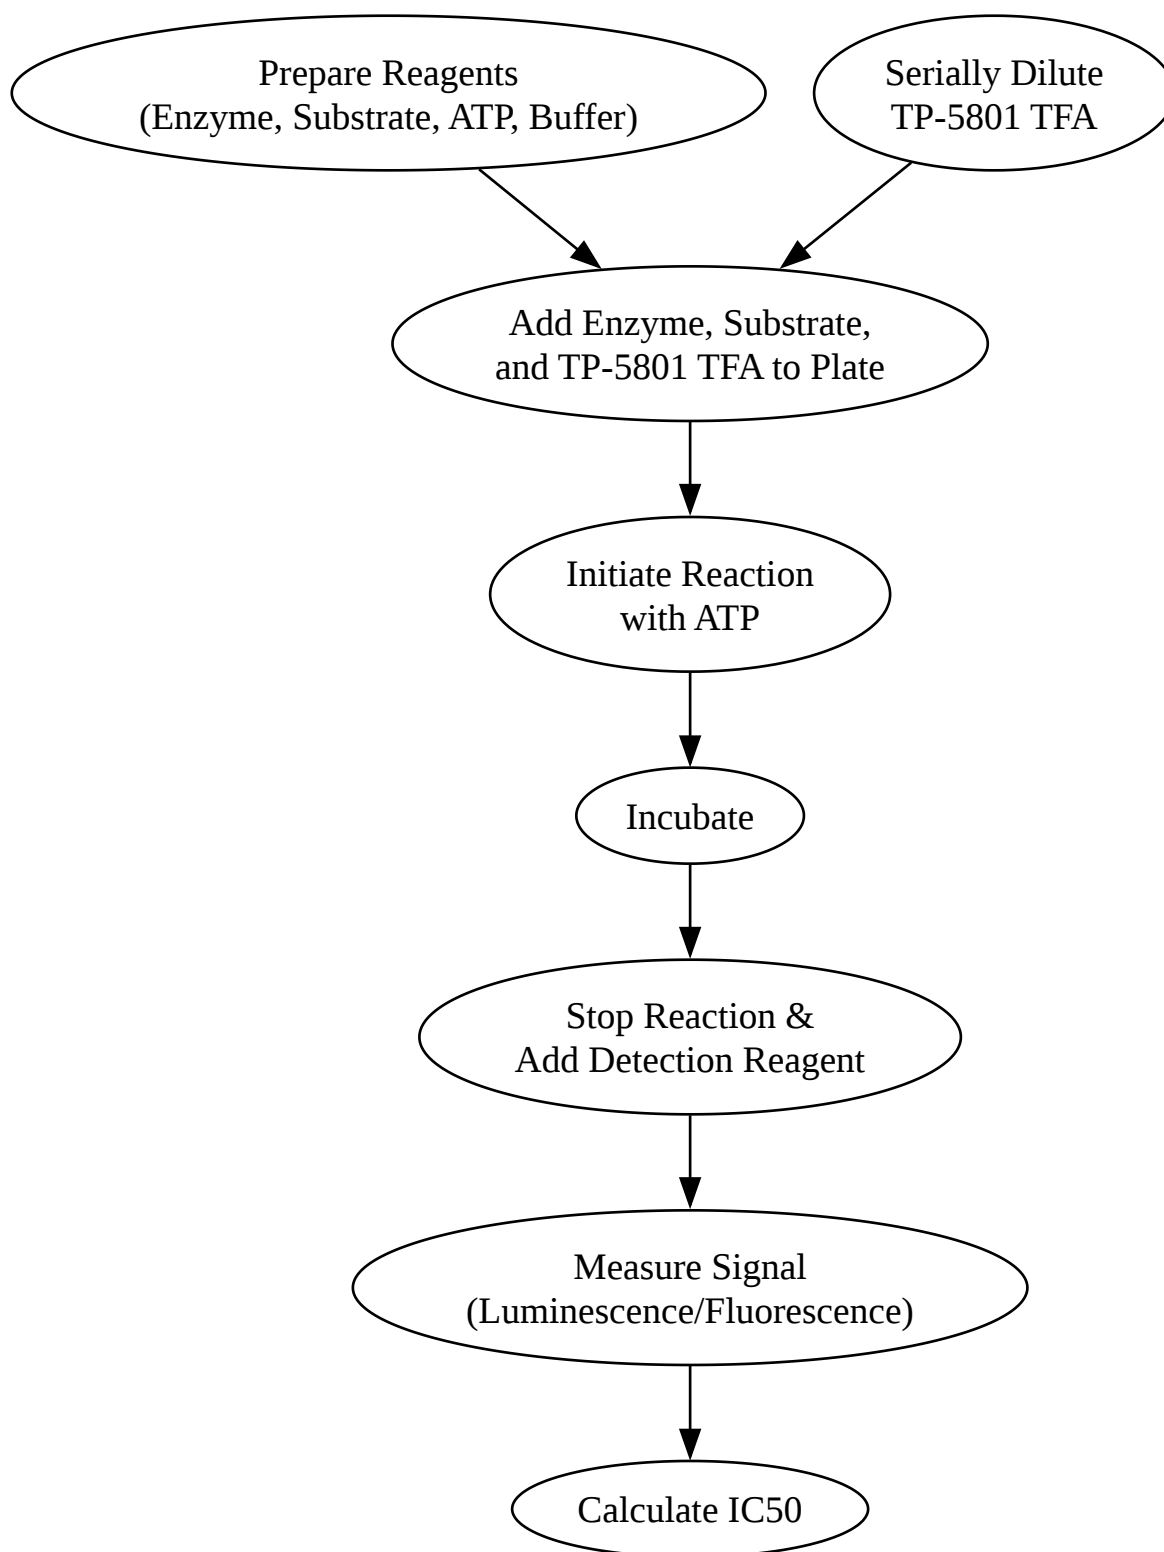 Prepare Reagents
(Enzyme, Substrate, ATP, Buffer)
Serially Dilute
TP-5801 TFA
Add Enzyme, Substrate,
and TP-5801 TFA to Plate
Initiate Reaction
with ATP
Incubate
Stop Reaction &
Add Detection Reagent
Measure Signal
(Luminescence/Fluorescence)
Calculate IC50